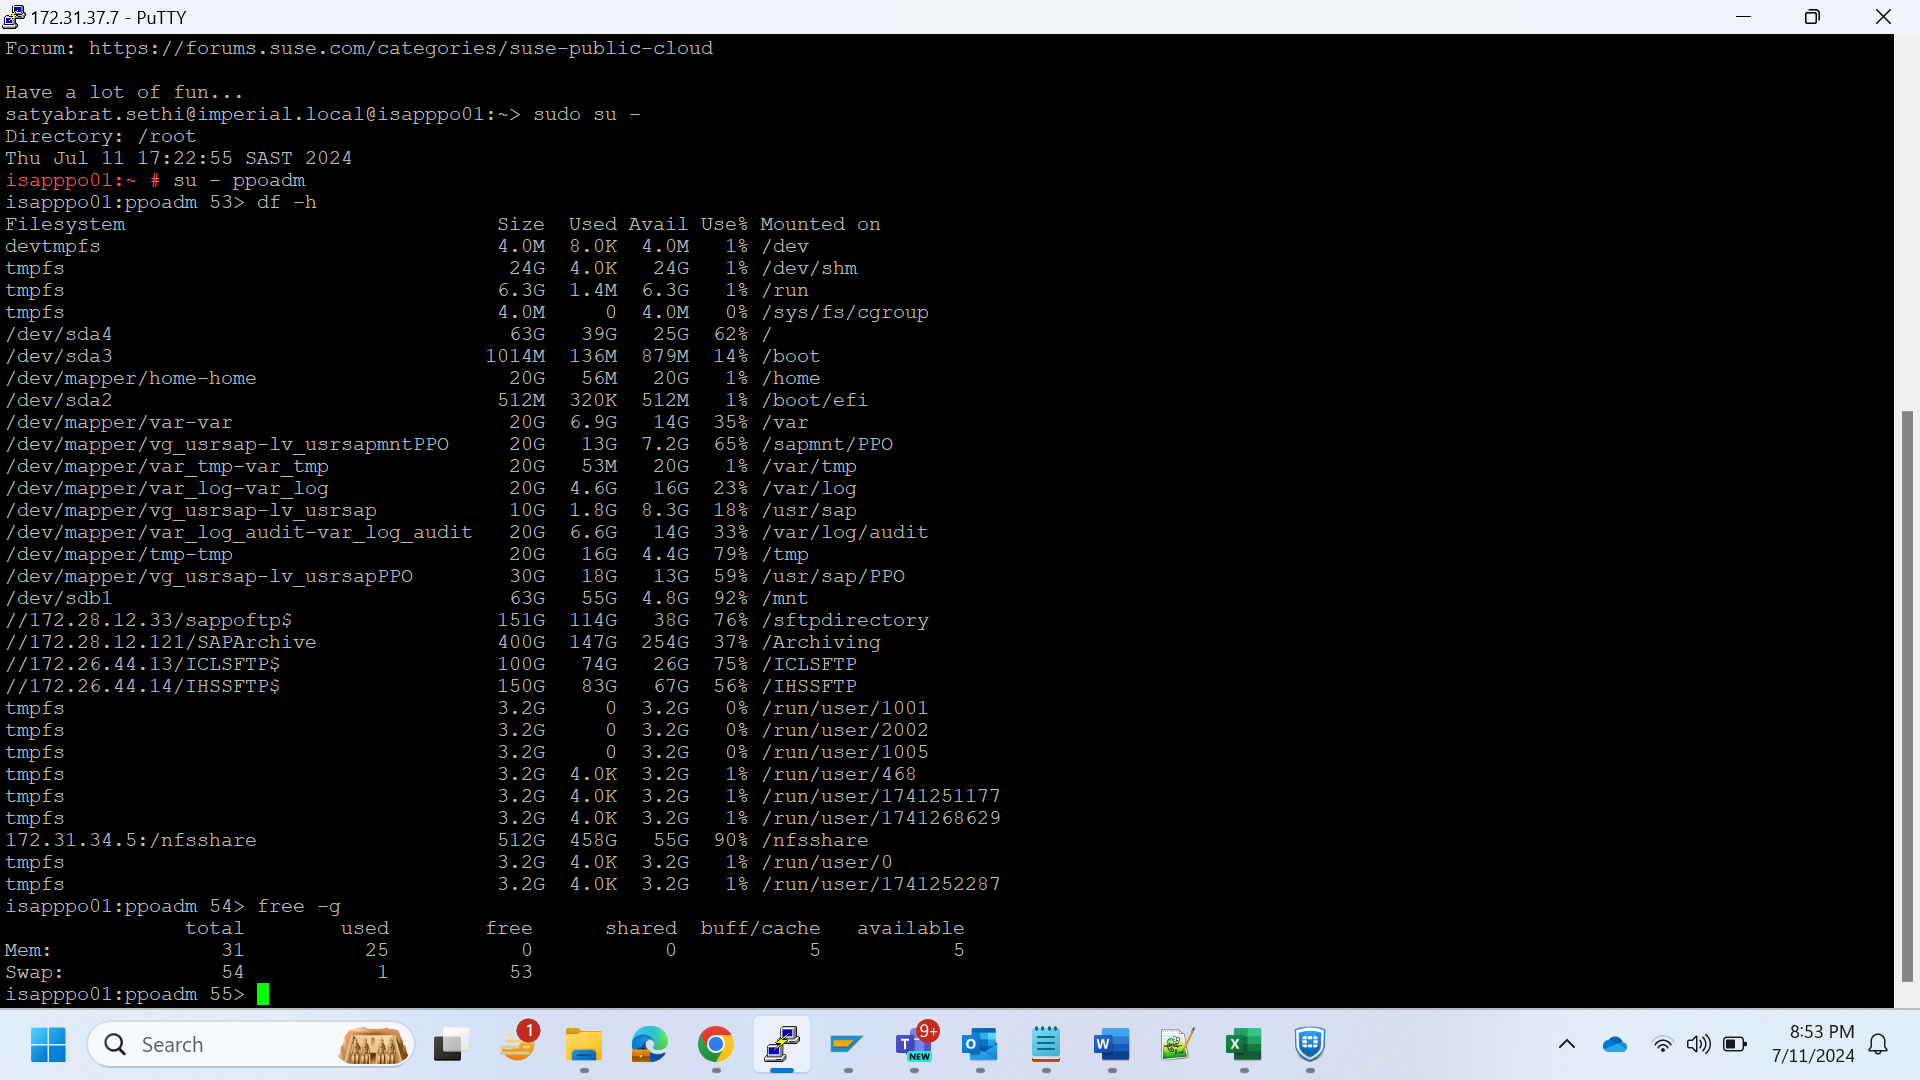 172.31.37.7 - PuTTY
Forum: https://forums.suse.com/categories/suse-public-cloud
Have a lot of fun...
satyabrat.sethi@imperial.local@isapppo01:~> sudo su -
Directory: /root
Thu Jul 11 17:22:55 SAST 2024
isapppo01:~ # su - ppoadm
isapppo01:ppoadm 53> df -h
Filesystem Size Used Avail Use% Mounted on
devtmpfs 4.0M 8.0K 4.0M 1% /dev
tmpfs 24G 4.0K 24G 1% /dev/shm
tmpfs 6.3G 1.4M 6.3G 1% /run
tmpfs 4.0M 0 4.0M 0% /sys/fs/cgroup
/dev/sda4 63G 39G 25G 62% /
/dev/sda3 1014M 136M 879M 14% /boot
/dev/mapper/home-home 20G 56M 20G 1% /home
/dev/sda2 512M 320K 512M 1% /boot/efi
/dev/mapper/var-var 20G 6.9G 14G 35% /var
/dev/mapper/vg_usrsap-lv_usrsapmntPPO 20G 13G 7.2G 65% /sapmnt/PPO
/dev/mapper/var_tmp-var_tmp 20G 53M 20G 1% /var/tmp
/dev/mapper/var_log-var_log 20G 4.6G 16G 23% /var/log
/dev/mapper/vg_usrsap-lv_usrsap 10G 1.8G 8.3G 18% /usr/sap
/dev/mapper/var_log_audit-var_log_audit 20G 6.6G 14G 33% /var/log/audit
/dev/mapper/tmp-tmp 20G 16G 4.4G 79% /tmp
/dev/mapper/vg_usrsap-lv_usrsapPPO 30G 18G 13G 59% /usr/sap/PPO
/dev/sdb1 63G 55G 4.8G 92% /mnt
//172.28.12.33/sappoftp$ 151G 114G 38G 76% /sftpdirectory
//172.28.12.121/SAPArchive 400G 147G 254G 37% /Archiving
//172.26.44.13/ICLSFTP$ 100G 74G 26G 75% /ICLSFTP
//172.26.44.14/IHSSFTP$ 150G 83G 67G 56% /IHSSFTP
tmpfs 3.2G 0 3.2G 0% /run/user/1001
tmpfs 3.2G 0 3.2G 0% /run/user/2002
tmpfs 3.2G 0 3.2G 0% /run/user/1005
tmpfs 3.2G 4.0K 3.2G 1% /run/user/468
tmpfs 3.2G 4.0K 3.2G 1% /run/user/1741251177
tmpfs 3.2G 4.0K 3.2G 1% /run/user/1741268629
172.31.34.5:/nfsshare 512G 458G 55G 90% /nfsshare
tmpfs 3.2G 4.0K 3.2G 1% /run/user/0
tmpfs 3.2G 4.0K 3.2G 1% /run/user/1741252287
isapppo01:ppoadm 54> free -g
total used free shared buff/cache available
Mem: 31 25 0 0 5 5
Swap: 54 1 53
isapppo01:ppoadm 55>
Search
1
9+
NEW
8:53 PM
7/11/2024